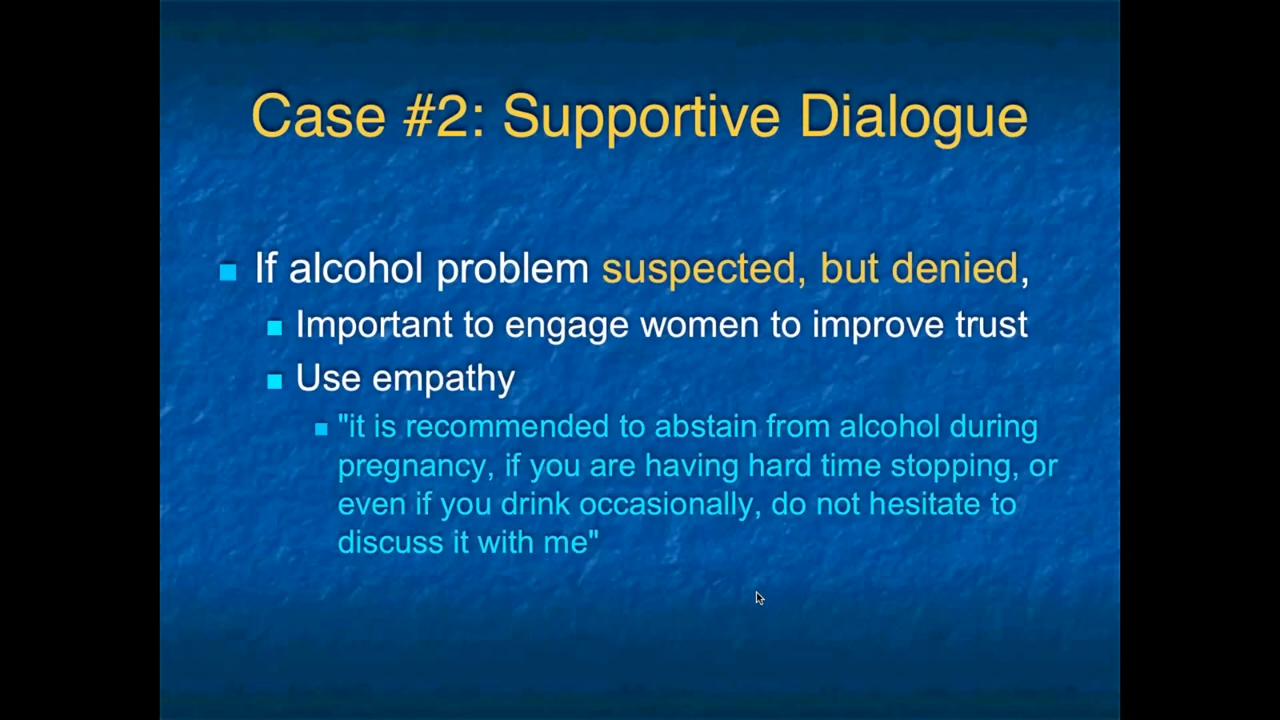 Case #2: Supportive Dialogue
If alcohol problem suspected, but denied,
Important to engage women to improve trust
Use empathy
"it is recommended to abstain from alcohol during
pregnancy, if you are having hard time stopping, or
even if you drink occasionally, do not hesitate to
discuss it with me"